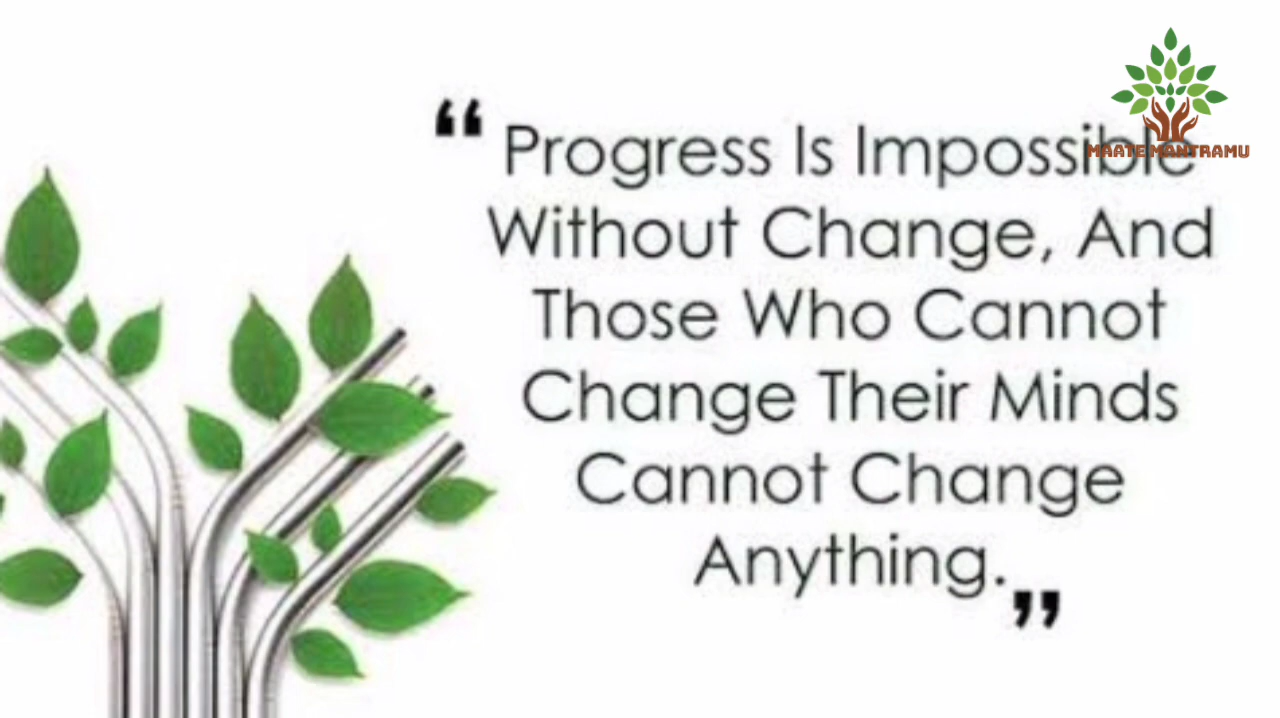 “ Progress Is Impossible
Without Change, And
Those Who Cannot
Change Their Minds
Cannot Change
Anything. ”
MAATE MANTRAMU